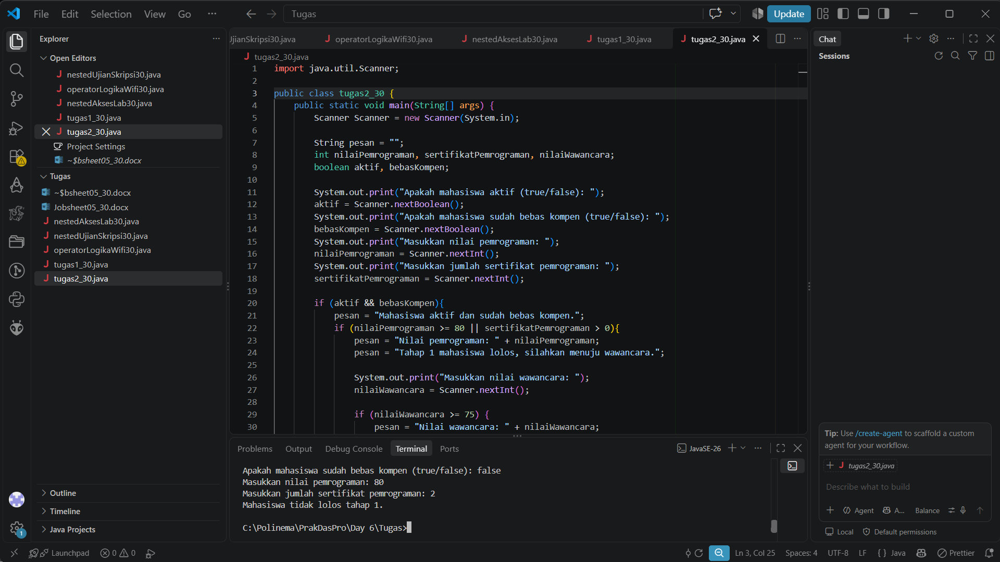 File Edit Selection View Go ··· Tugas Update
Explorer
Open Editors
nestedUjianSkripsi30.java
operatorLogikaWifi30.java
nestedAksesLab30.java
tugas1_30.java
tugas2_30.java
Project Settings
~$bsheet05_30.docx
Tugas
~$bsheet05_30.docx
Jobsheet05_30.docx
nestedAksesLab30.java
nestedUjianSkripsi30.java
operatorLogikaWifi30.java
tugas1_30.java
tugas2_30.java
Outline
Timeline
Java Projects
JjianSkripsi30.java operatorLogikaWifi30.java nestedAksesLab30.java tugas1_30.java tugas2_30.java
tugas2_30.java
1 import java.util.Scanner;
2
3 public class tugas2_30 {
4 public static void main(String[] args) {
5 Scanner Scanner = new Scanner(System.in);
6
7 String pesan = "";
8 int nilaiPemrograman, sertifikatPemrograman, nilaiWawancara;
9 boolean aktif, bebasKompen;
10
11 System.out.print("Apakah mahasiswa aktif (true/false): ");
12 aktif = Scanner.nextBoolean();
13 System.out.print("Apakah mahasiswa sudah bebas kompen (true/false): ");
14 bebasKompen = Scanner.nextBoolean();
15 System.out.print("Masukkan nilai pemrograman: ");
16 nilaiPemrograman = Scanner.nextInt();
17 System.out.print("Masukkan jumlah sertifikat pemrograman: ");
18 sertifikatPemrograman = Scanner.nextInt();
19
20 if (aktif && bebasKompen){
21 pesan = "Mahasiswa aktif dan sudah bebas kompen.";
22 if (nilaiPemrograman >= 80 || sertifikatPemrograman > 0){
23 pesan = "Nilai pemrograman: " + nilaiPemrograman;
24 pesan = "Tahap 1 mahasiswa lolos, silahkan menuju wawancara.";
25
26 System.out.print("Masukkan nilai wawancara: ");
27 nilaiWawancara = Scanner.nextInt();
28
29 if (nilaiWawancara >= 75) {
30 pesan = "Nilai wawancara: " + nilaiWawancara;
Problems Output Debug Console Terminal Ports JavaSE-26
Apakah mahasiswa sudah bebas kompen (true/false): false
Masukkan nilai pemrograman: 80
Masukkan jumlah sertifikat pemrograman: 2
Mahasiswa tidak lolos tahap 1.
C:\Polinema\PrakDasPro\Day 6\Tugas>
Chat
Sessions
Tip: Use /create-agent to scaffold a custom
agent for your workflow.
tugas2_30.java
Describe what to build
Agent A... Balance
Local Default permissions
1
Launchpad 0 0 Ln 3, Col 25 Spaces: 4 UTF-8 LF { } Java Prettier